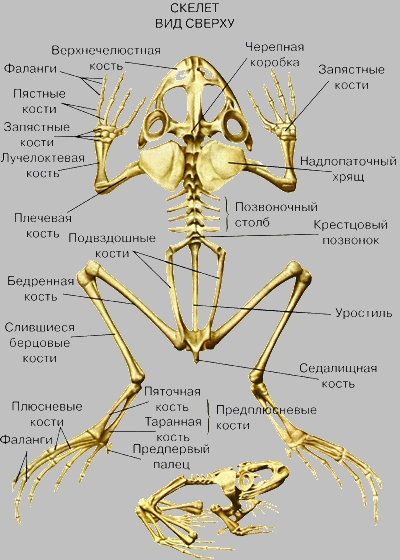 СКЕЛЕТ
ВИД СВЕРХУ
Верхнечелюстная
кость
Черепная
коробка
Фаланги
Запястные
кости
Пястные
кости
Запястные
кости
Лучелоктевая
кость
Надлопаточный
хрящ
Плечевая
кость
Позвоночный
столб
Крестцовый
позвонок
Подвздошные
кости
Бедренная
кость
Уростиль
Слившиеся
берцовые
кости
Седалищная
кость
Пяточная
кость
Плюсневые
кости
Предплюсневые
кости
Таранная
кость
Фаланги
Предпервый
палец